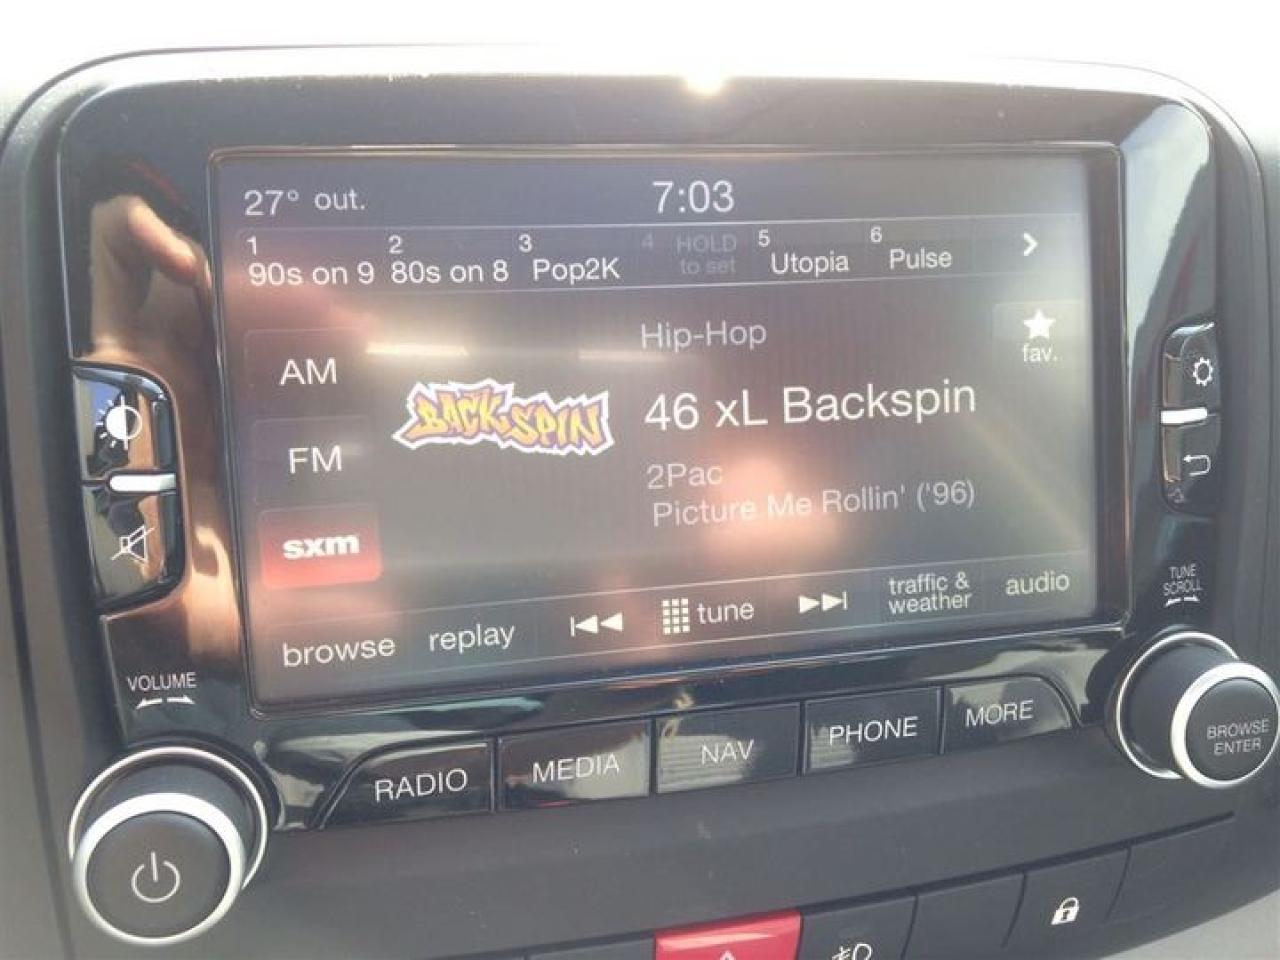 27° out.
7:03
1
90s on 9
2
80s on 8
3
Pop2K
4
HOLD
to set
5
Utopia
6
Pulse
AM
FM
sxm
BACK SPIN
Hip-Hop
46 xL Backspin
2Pac
Picture Me Rollin' ('96)
fav.
browse
replay
tune
traffic &
weather
audio
VOLUME
TUNE
SCROLL
RADIO
MEDIA
NAV
PHONE
MORE
BROWSE
ENTER